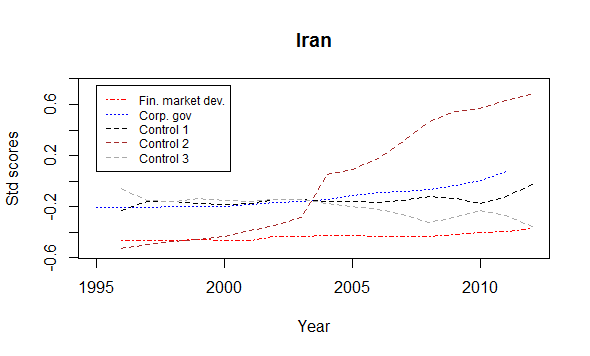 Iran
Fin. market dev.
Corp. gov
Control 1
Control 2
Control 3
Std scores
0.6
0.2
-0.2
-0.6
1995 2000 2005 2010
Year